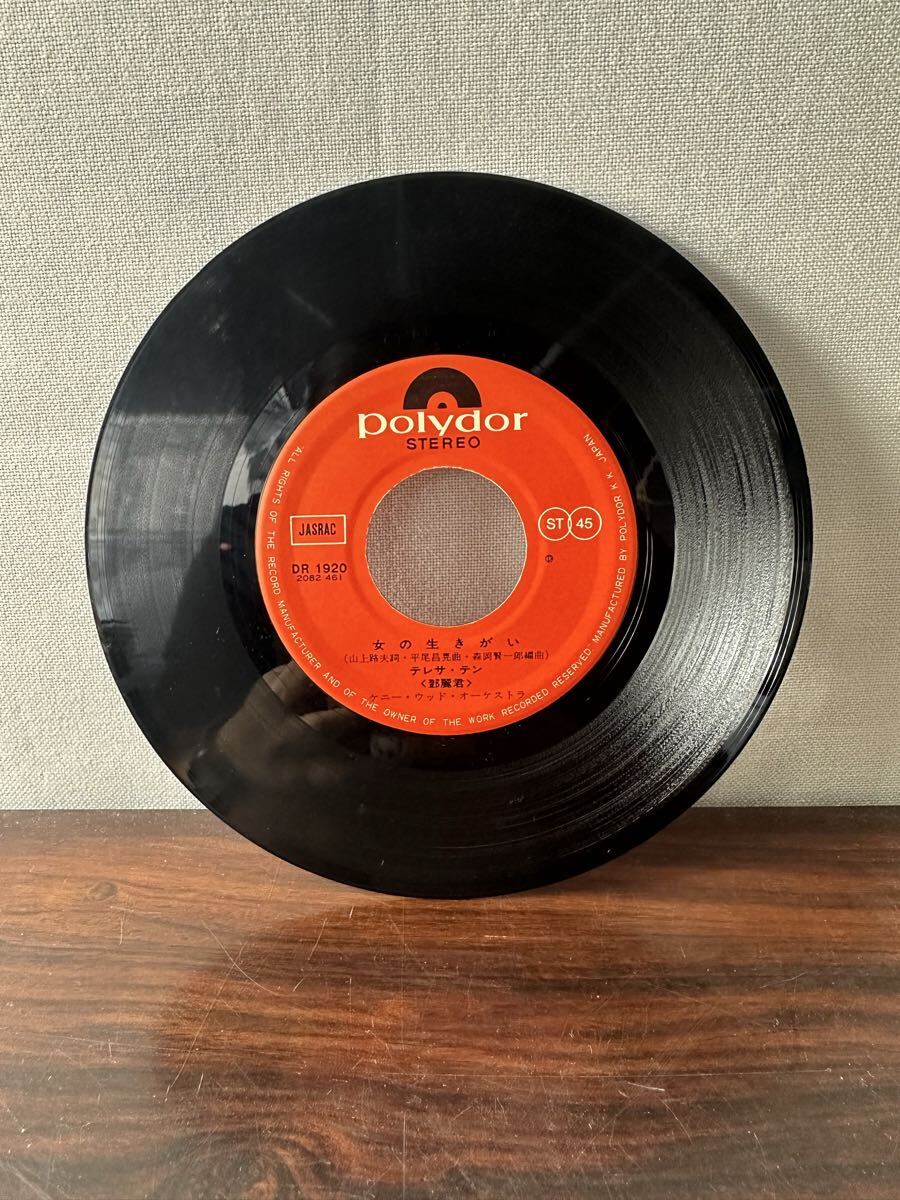 polydor
STEREO
JASRAC
ST 45
DR 1920
2082 461
℗
女の生きがい
(山上路夫詞・平尾昌晃曲・森岡賢一郎編曲)
テレサ・テン
〈鄧麗君〉
ケニー・ウッド・オーケストラ
ALL RIGHTS OF THE RECORD MANUFACTURER AND OF THE OWNER OF THE WORK RECORDED RESERVED. MANUFACTURED BY POLYDOR K.K. JAPAN